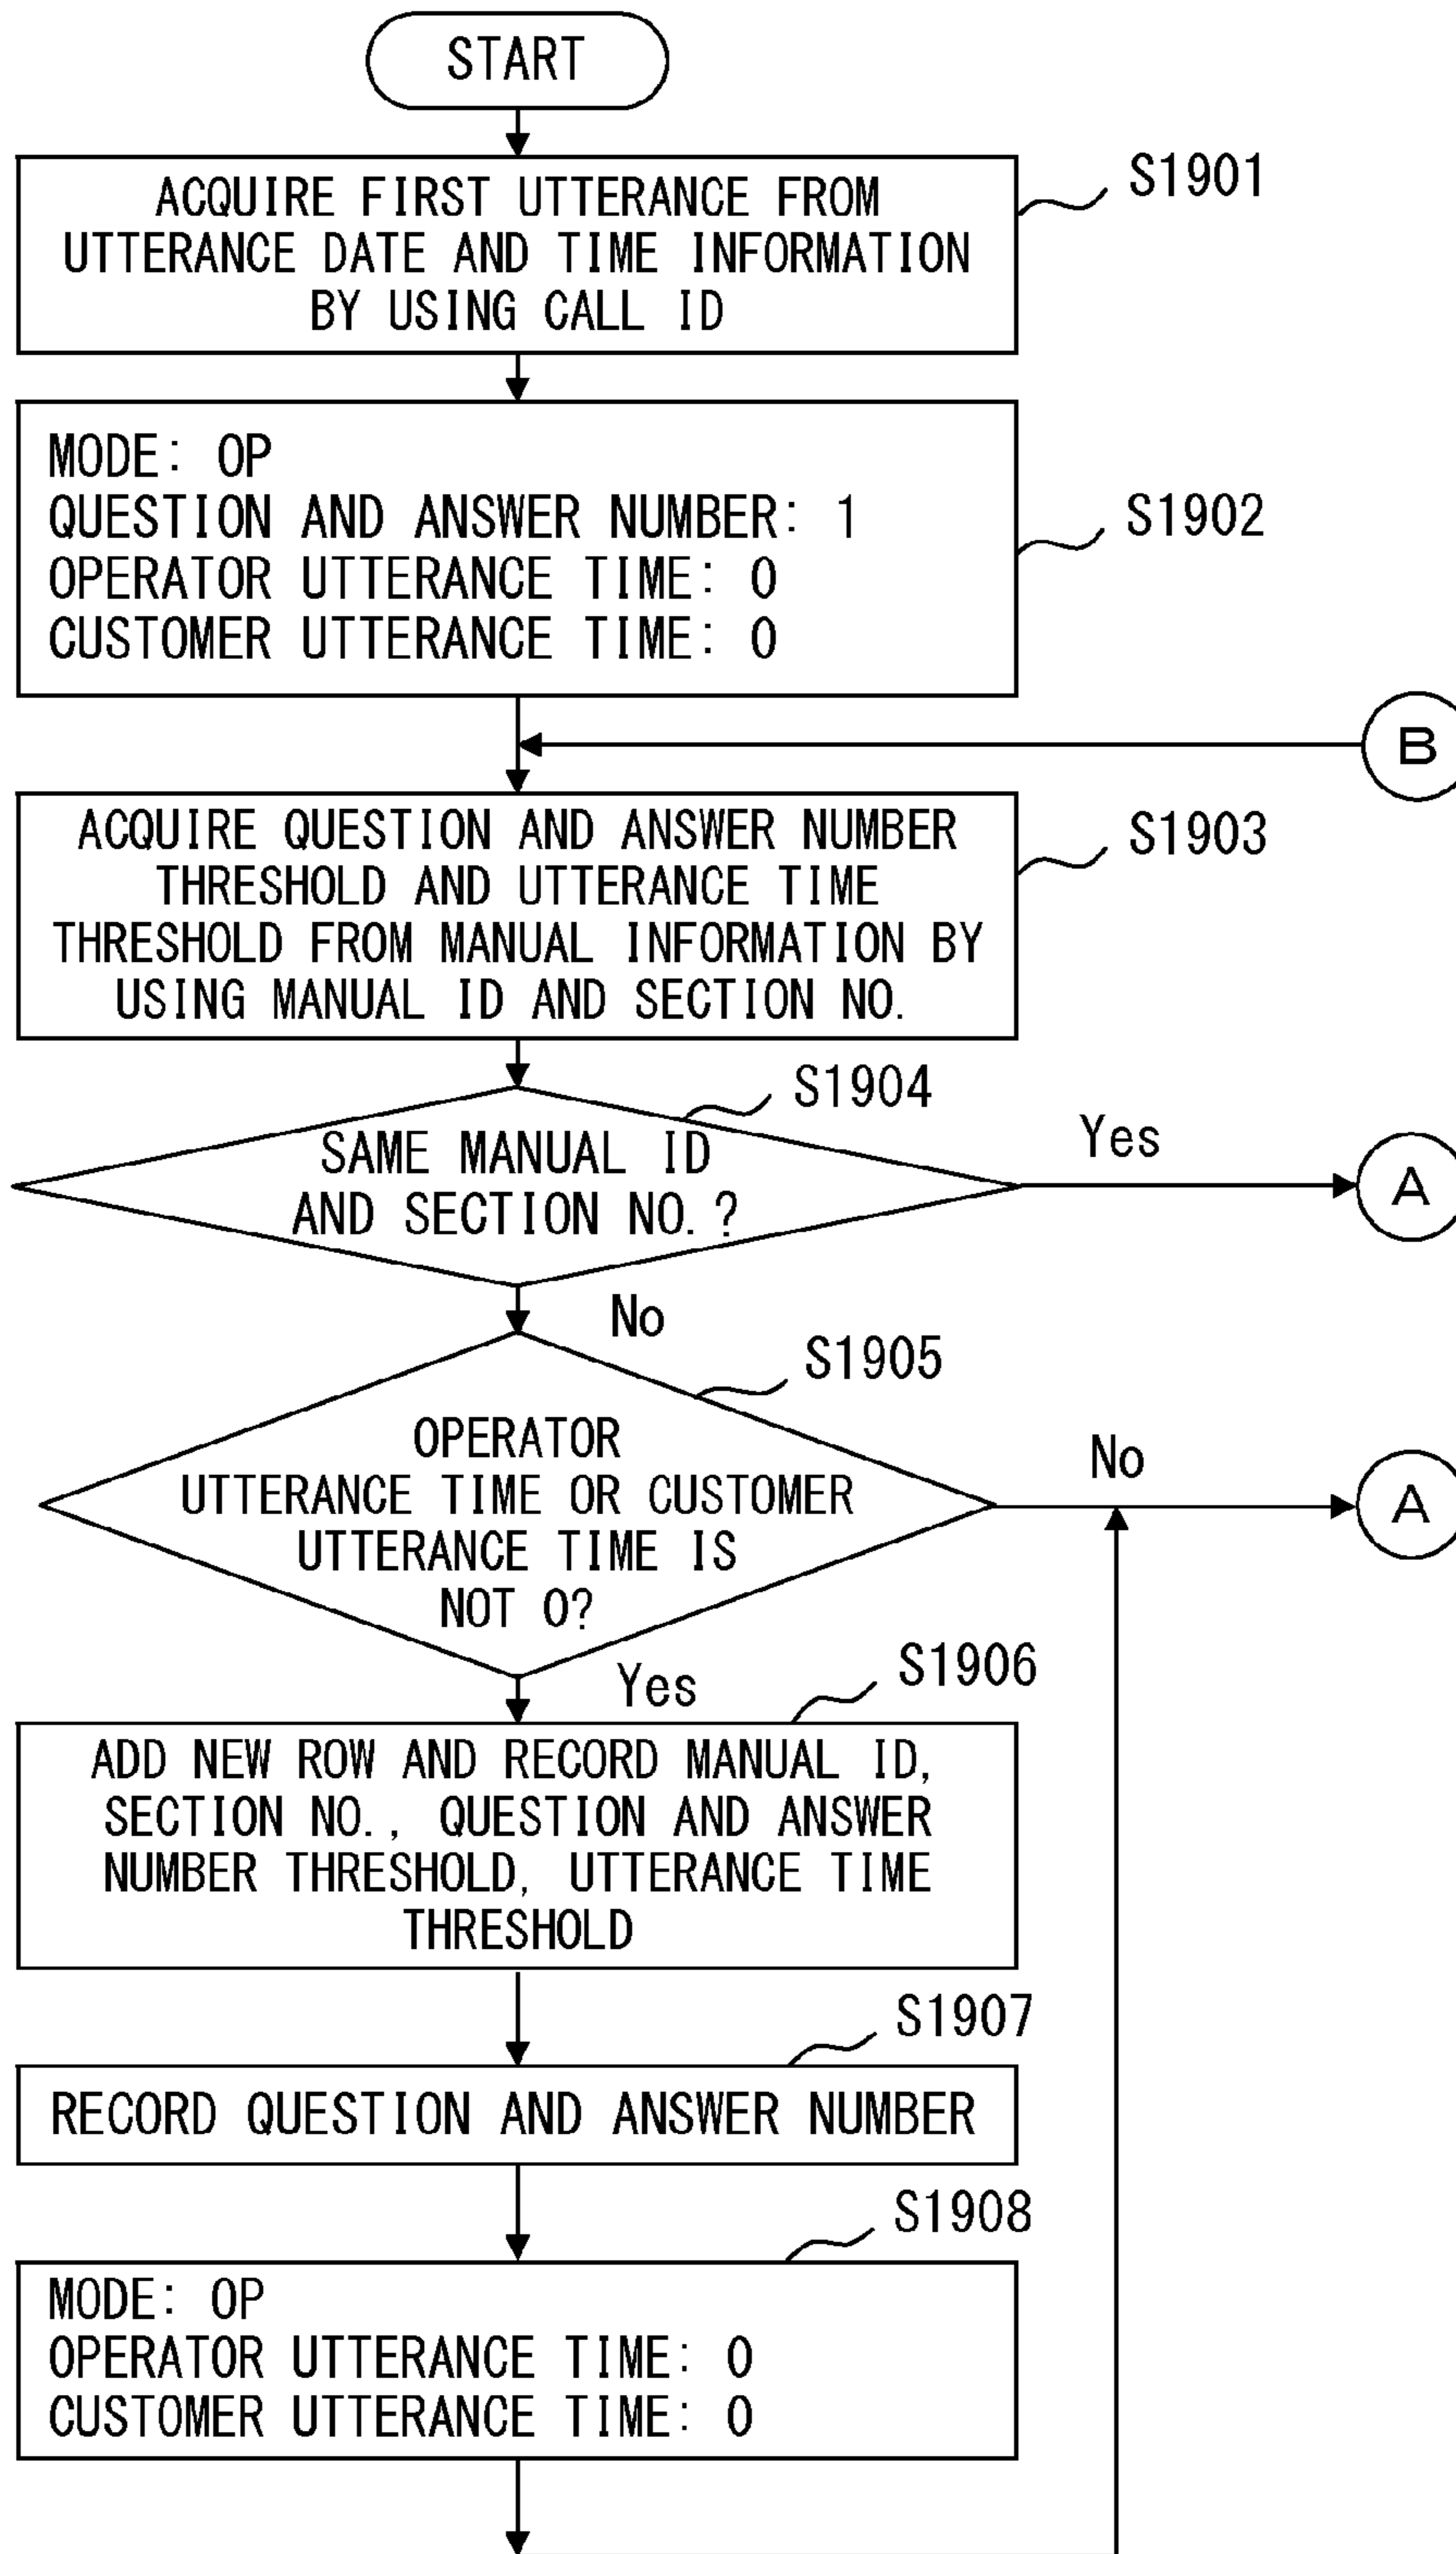 START
S1901
ACQUIRE FIRST UTTERANCE FROM
UTTERANCE DATE AND TIME INFORMATION
BY USING CALL ID
MODE: OP
QUESTION AND ANSWER NUMBER: 1
S1902
OPERATOR UTTERANCE TIME: 0
CUSTOMER UTTERANCE TIME: 0
B
S1903
ACQUIRE QUESTION AND ANSWER NUMBER
THRESHOLD AND UTTERANCE TIME
THRESHOLD FROM MANUAL INFORMATION BY
USING MANUAL ID AND SECTION NO.
S1904
SAME MANUAL ID
AND SECTION NO.?
Yes
A
No
S1905
OPERATOR
UTTERANCE TIME OR CUSTOMER
UTTERANCE TIME IS
NOT 0?
No
A
Yes
S1906
ADD NEW ROW AND RECORD MANUAL ID,
SECTION NO., QUESTION AND ANSWER
NUMBER THRESHOLD, UTTERANCE TIME
THRESHOLD
S1907
RECORD QUESTION AND ANSWER NUMBER
S1908
MODE: OP
OPERATOR UTTERANCE TIME: 0
CUSTOMER UTTERANCE TIME: 0